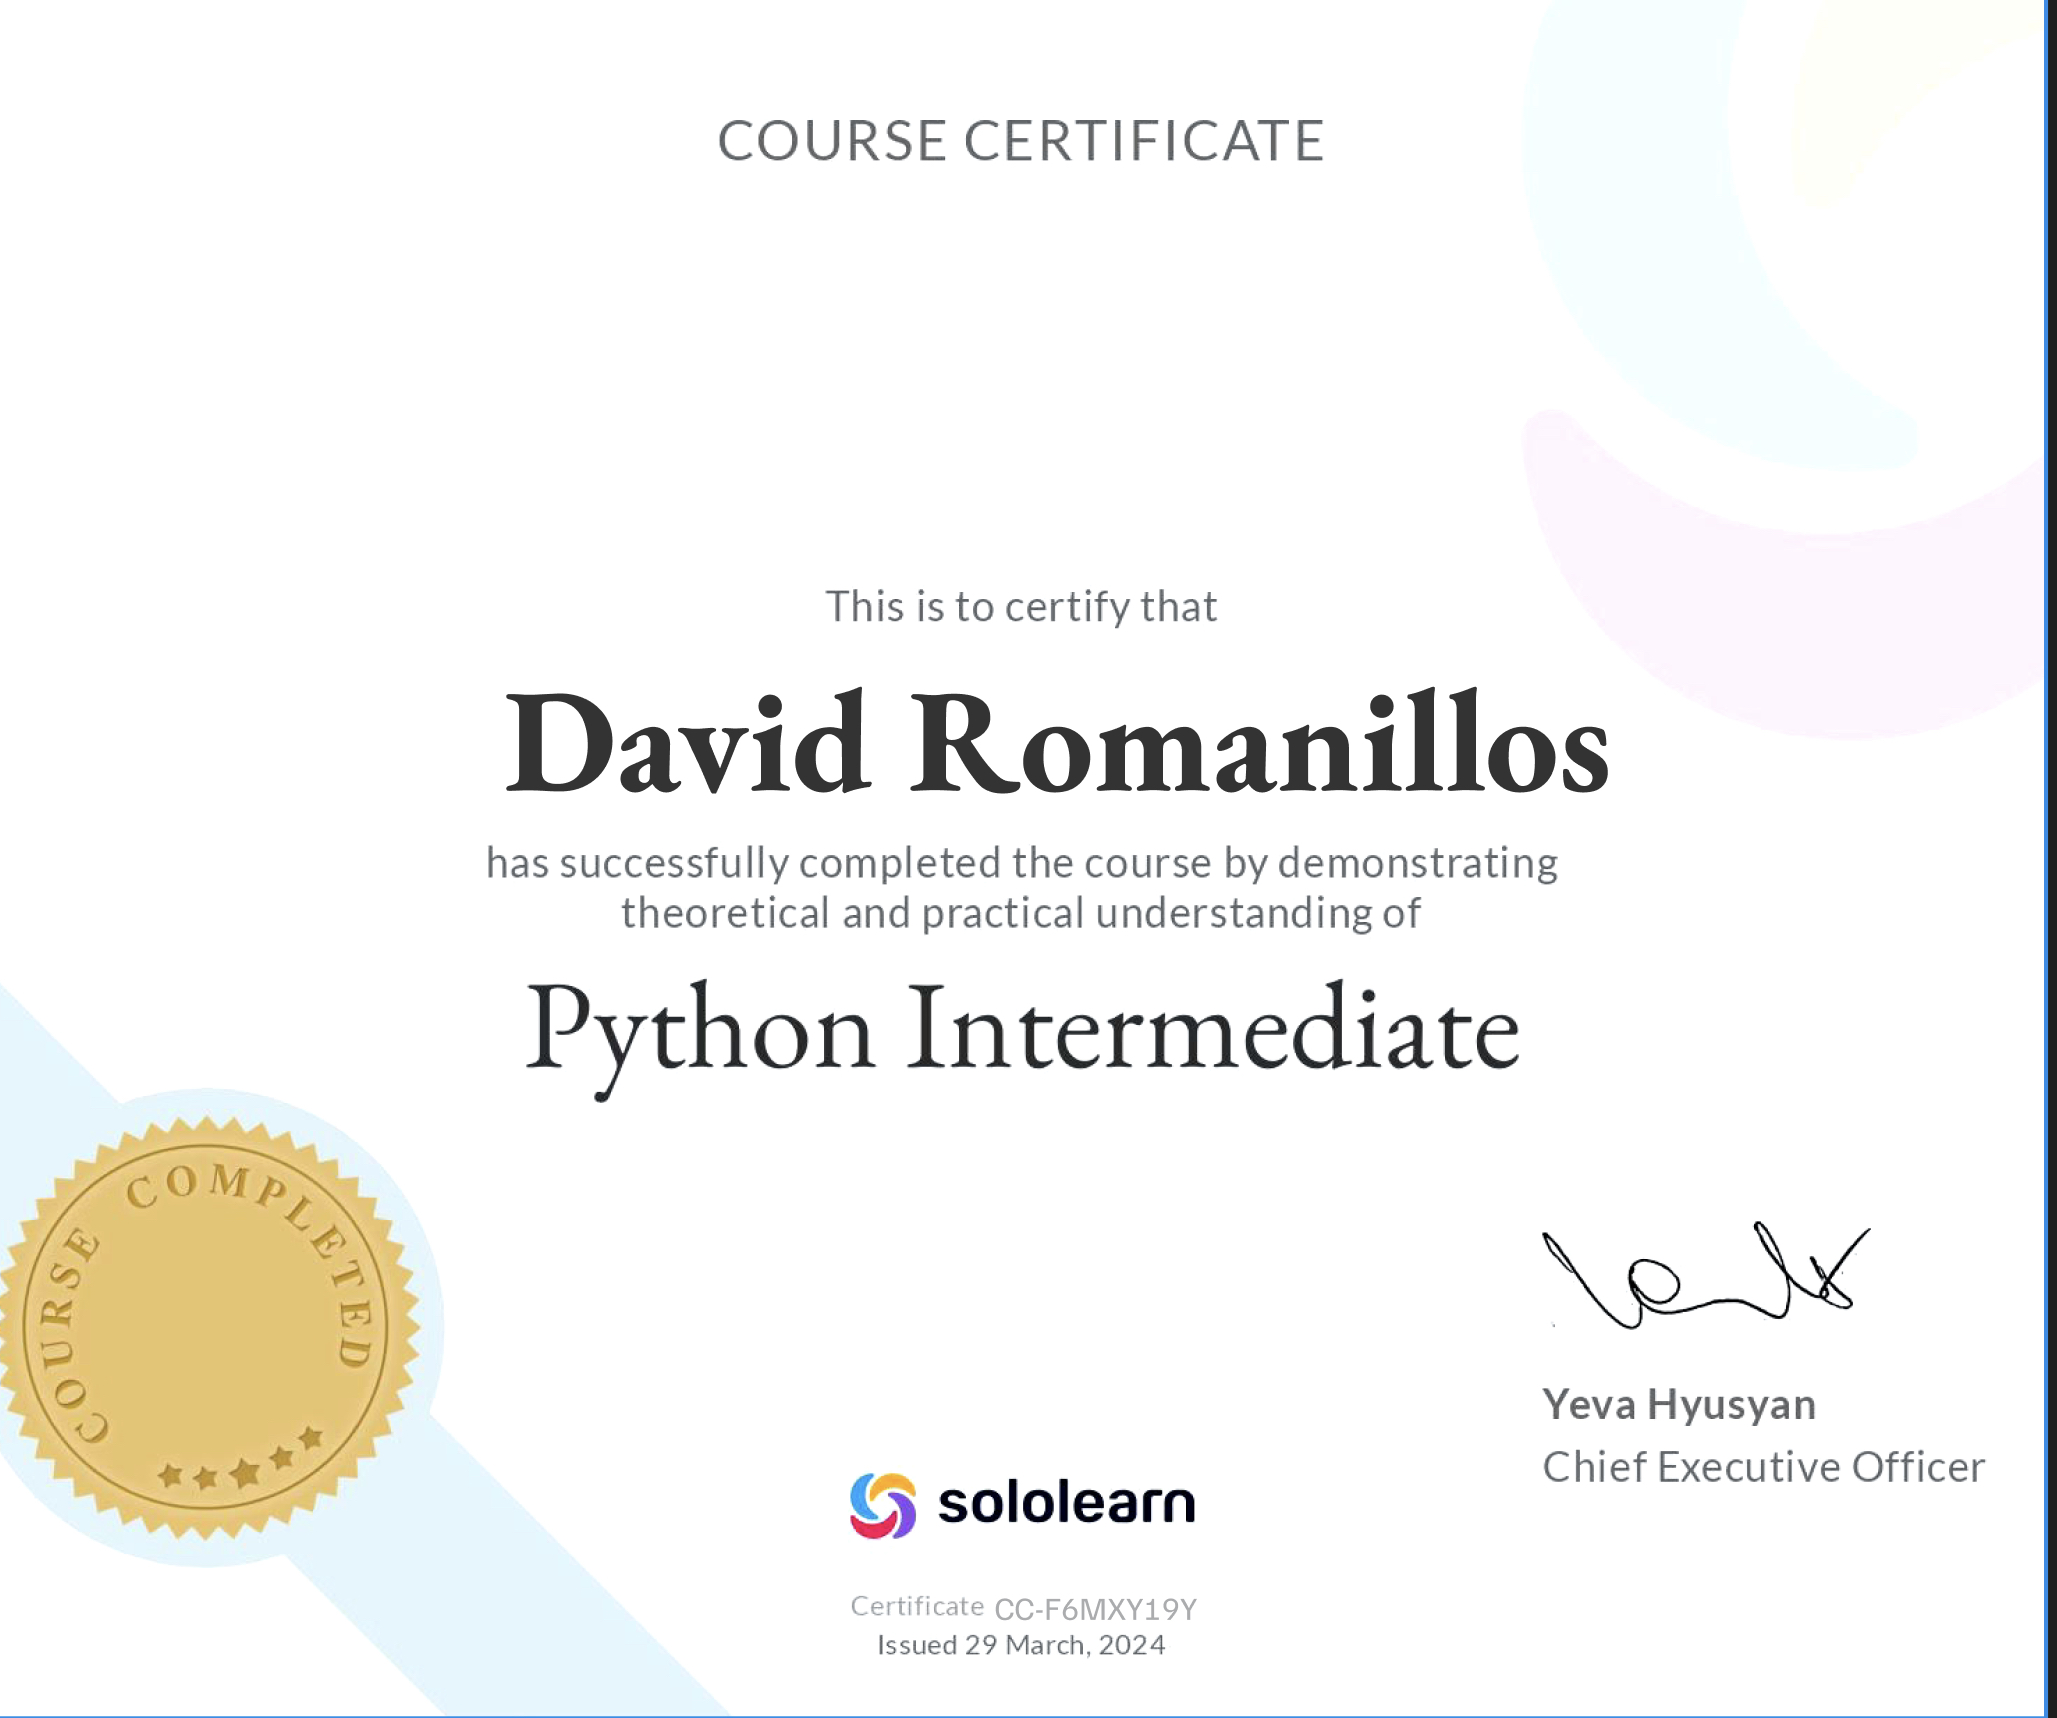 COURSE CERTIFICATE
This is to certify that
David Romanillos
has successfully completed the course by demonstrating
theoretical and practical understanding of
Python Intermediate
COURSE COMPLETED
Yeva Hyusyan
Chief Executive Officer
sololearn
Certificate CC-F6MXY19Y
Issued 29 March, 2024